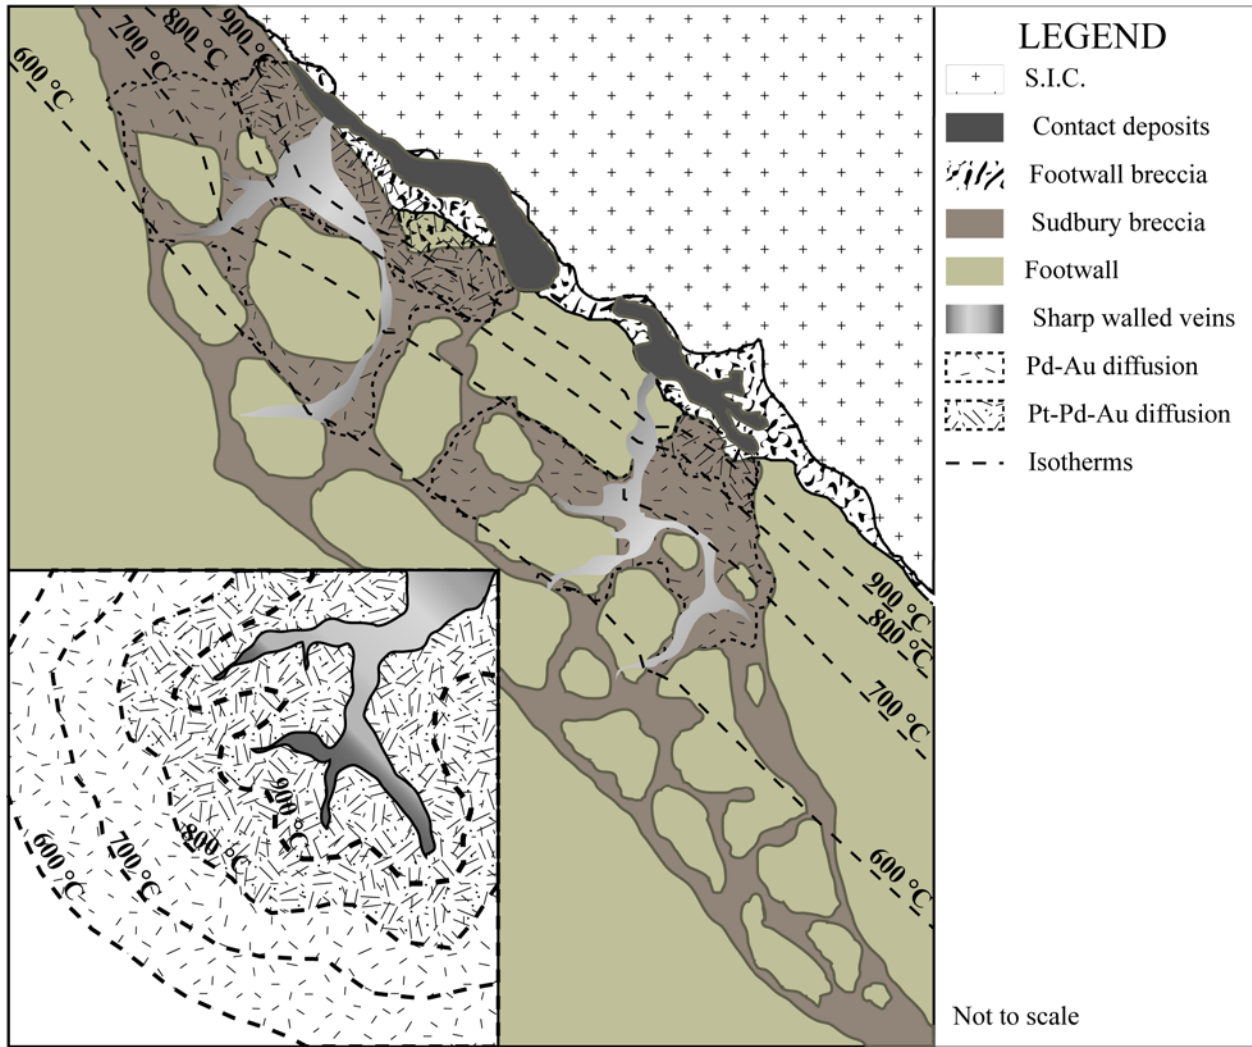 600 °C
700 °C
800 °C
900 °C
900 °C
800 °C
700 °C
600 °C
900 °C
800 °C
700 °C
600 °C
LEGEND
S.I.C.
Contact deposits
Footwall breccia
Sudbury breccia
Footwall
Sharp walled veins
Pd-Au diffusion
Pt-Pd-Au diffusion
Isotherms
Not to scale